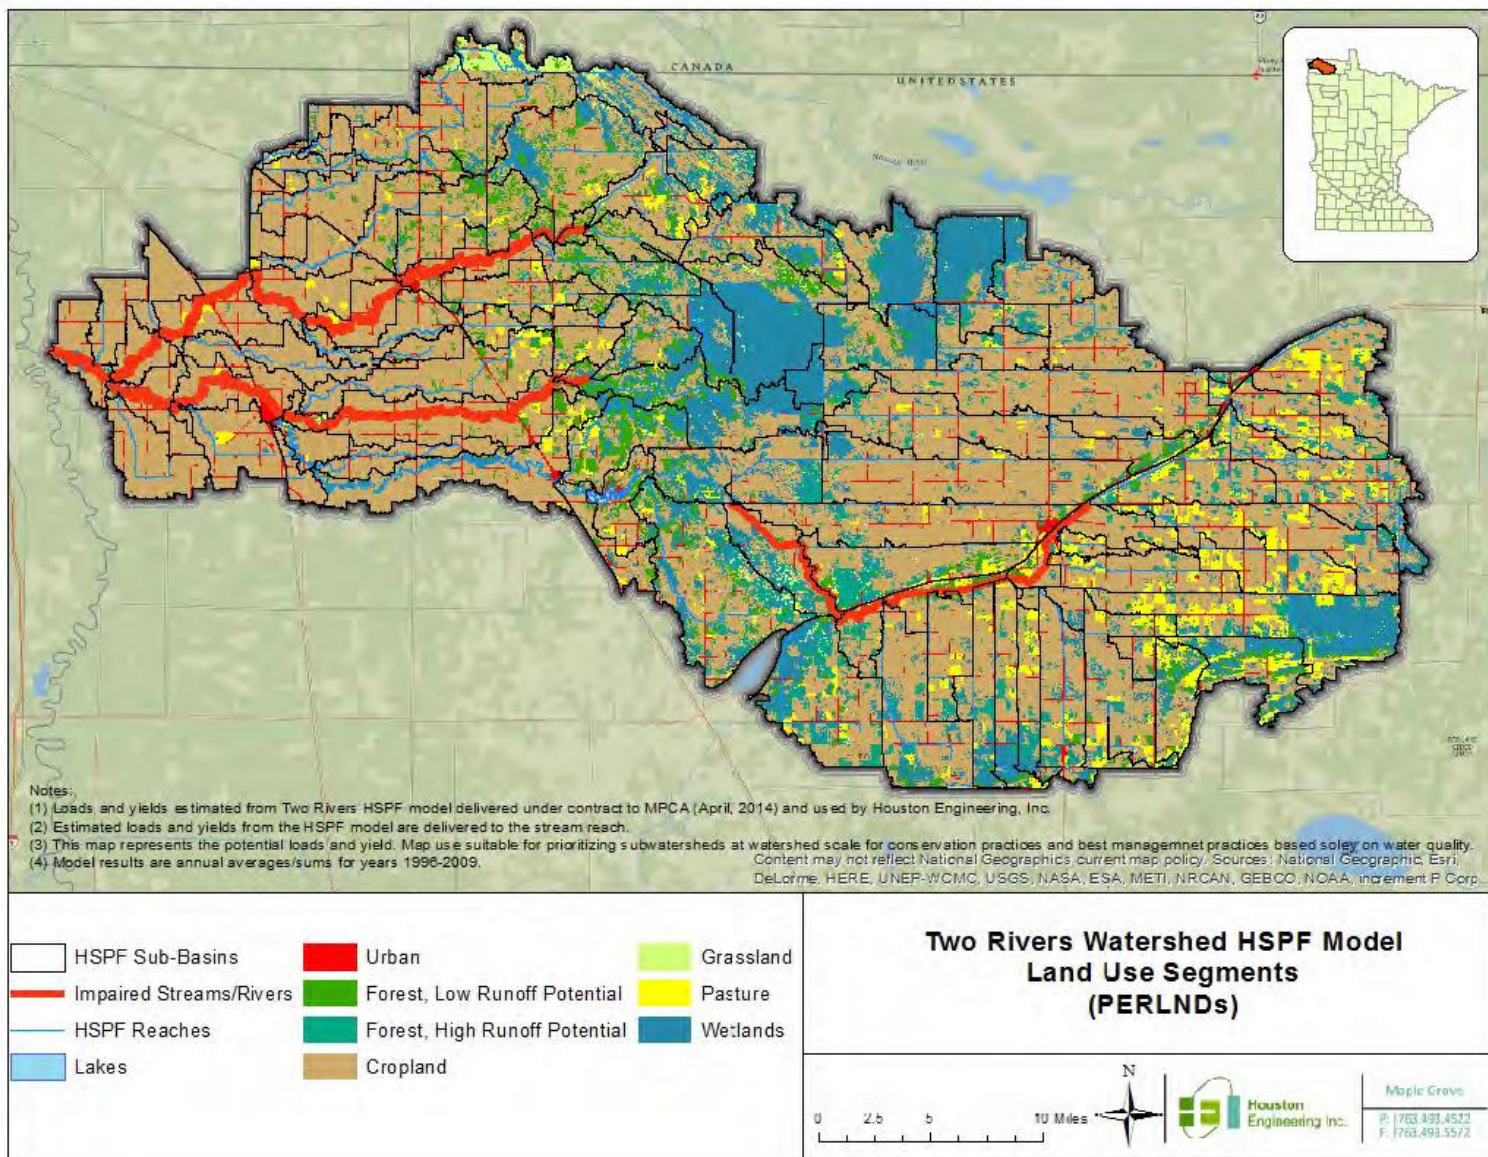 CANADA
UNITED STATES
Notes:
(1) Loads and yields estimated from Two Rivers HSPF model delivered under contract to MPCA (April, 2014) and used by Houston Engineering, Inc.
(2) Estimated loads and yields from the HSPF model are delivered to the stream reach.
(3) This map represents the potential loads and yield. Map use suitable for prioritizing subwatersheds at watershed scale for conservation practices and best managemnet practices based soley on water quality.
(4) Model results are annual averages/sums for years 1996-2009.
Content may not reflect National Geographic's current map policy. Sources: National Geographic, Esri,
DeLorme, HERE, UNEP-WCMC, USGS, NASA, ESA, METI, NRCAN, GEBCO, NOAA, increment P Corp.
HSPF Sub-Basins
Impaired Streams/Rivers
HSPF Reaches
Lakes
Urban
Forest, Low Runoff Potential
Forest, High Runoff Potential
Cropland
Grassland
Pasture
Wetlands
Two Rivers Watershed HSPF Model
Land Use Segments
(PERLNDs)
0 2.5 5 10 Miles
N
Houston
Engineering Inc.
Maple Grove
P: 763.493.4522
F: 763.493.5572